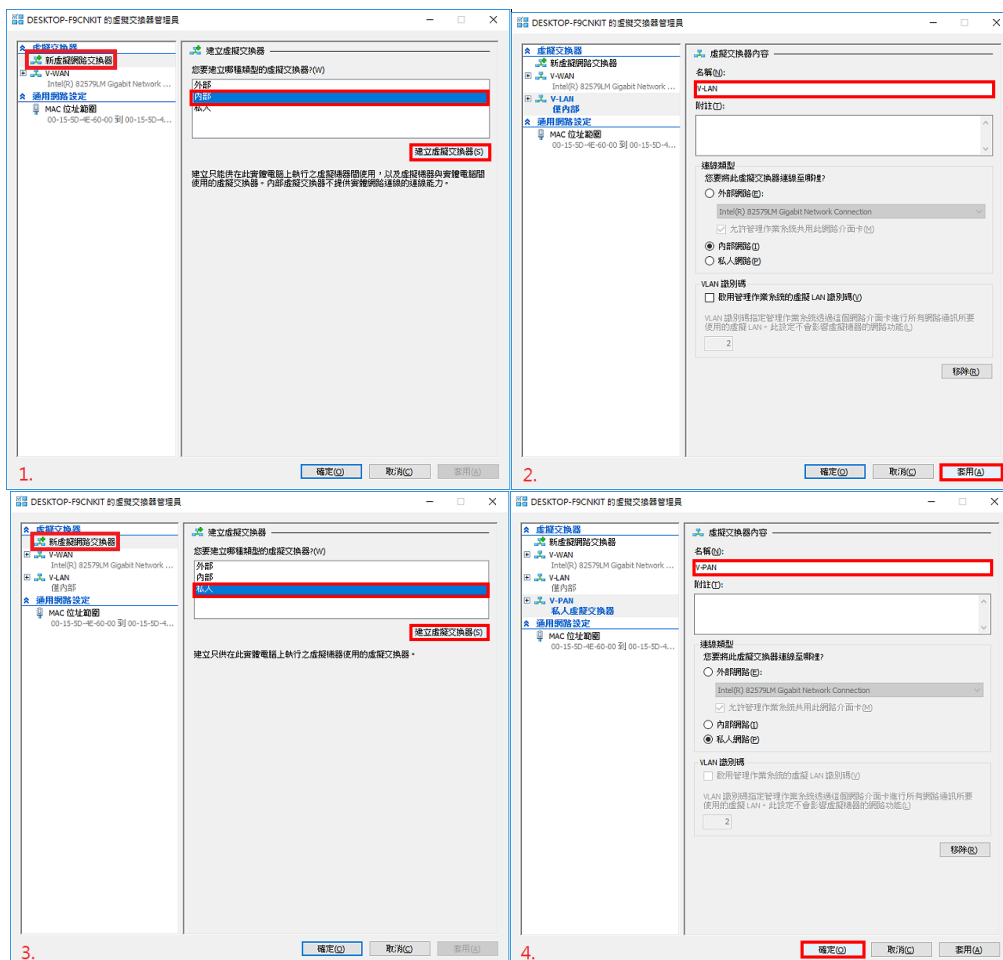 DESKTOP-F9CNKIT 的虛擬交換器管理員
虛擬交換器
新虛擬網路交換器
V-WAN
Intel(R) 82579LM Gigabit Network ...
通用網路設定
MAC 位址範圍
00-15-5D-4E-60-00 到 00-15-5D-4...
建立虛擬交換器
您要建立哪種類型的虛擬交換器?(W)
外部
內部
私人
建立虛擬交換器(S)
建立只能供在此實體電腦上執行之虛擬機器間使用，以及虛擬機器與實體電腦間
使用的虛擬交換器。內部虛擬交換器不提供實體網路連線的連線能力。
確定(O)
取消(C)
套用(A)
1.
DESKTOP-F9CNKIT 的虛擬交換器管理員
虛擬交換器
新虛擬網路交換器
V-WAN
Intel(R) 82579LM Gigabit Network ...
V-LAN
僅內部
通用網路設定
MAC 位址範圍
00-15-5D-4E-60-00 到 00-15-5D-4...
虛擬交換器內容
名稱(N):
V-LAN
附註(T):
連線類型
您要將此虛擬交換器連線至哪裡?
外部網路(E):
Intel(R) 82579LM Gigabit Network Connection
允許管理作業系統共用此網路介面卡(M)
內部網路(I)
私人網路(P)
VLAN 識別碼
啟用管理作業系統的虛擬 LAN 識別碼(V)
VLAN 識別碼指定管理作業系統透過這個網路介面卡進行所有網路通訊所要
使用的虛擬 LAN。此設定不會影響虛擬機器的網路功能(L)
2
移除(R)
確定(O)
取消(C)
套用(A)
2.
DESKTOP-F9CNKIT 的虛擬交換器管理員
虛擬交換器
新虛擬網路交換器
V-WAN
Intel(R) 82579LM Gigabit Network ...
V-LAN
僅內部
通用網路設定
MAC 位址範圍
00-15-5D-4E-60-00 到 00-15-5D-4...
建立虛擬交換器
您要建立哪種類型的虛擬交換器?(W)
外部
內部
私人
建立虛擬交換器(S)
建立只供在此實體電腦上執行之虛擬機器使用的虛擬交換器。
確定(O)
取消(C)
套用(A)
3.
DESKTOP-F9CNKIT 的虛擬交換器管理員
虛擬交換器
新虛擬網路交換器
V-WAN
Intel(R) 82579LM Gigabit Network ...
V-LAN
僅內部
V-PAN
私人虛擬交換器
通用網路設定
MAC 位址範圍
00-15-5D-4E-60-00 到 00-15-5D-4...
虛擬交換器內容
名稱(N):
V-PAN
附註(T):
連線類型
您要將此虛擬交換器連線至哪裡?
外部網路(E):
Intel(R) 82579LM Gigabit Network Connection
允許管理作業系統共用此網路介面卡(M)
內部網路(I)
私人網路(P)
VLAN 識別碼
啟用管理作業系統的虛擬 LAN 識別碼(V)
VLAN 識別碼指定管理作業系統透過這個網路介面卡進行所有網路通訊所要
使用的虛擬 LAN。此設定不會影響虛擬機器的網路功能(L)
2
移除(R)
確定(O)
取消(C)
套用(A)
4.